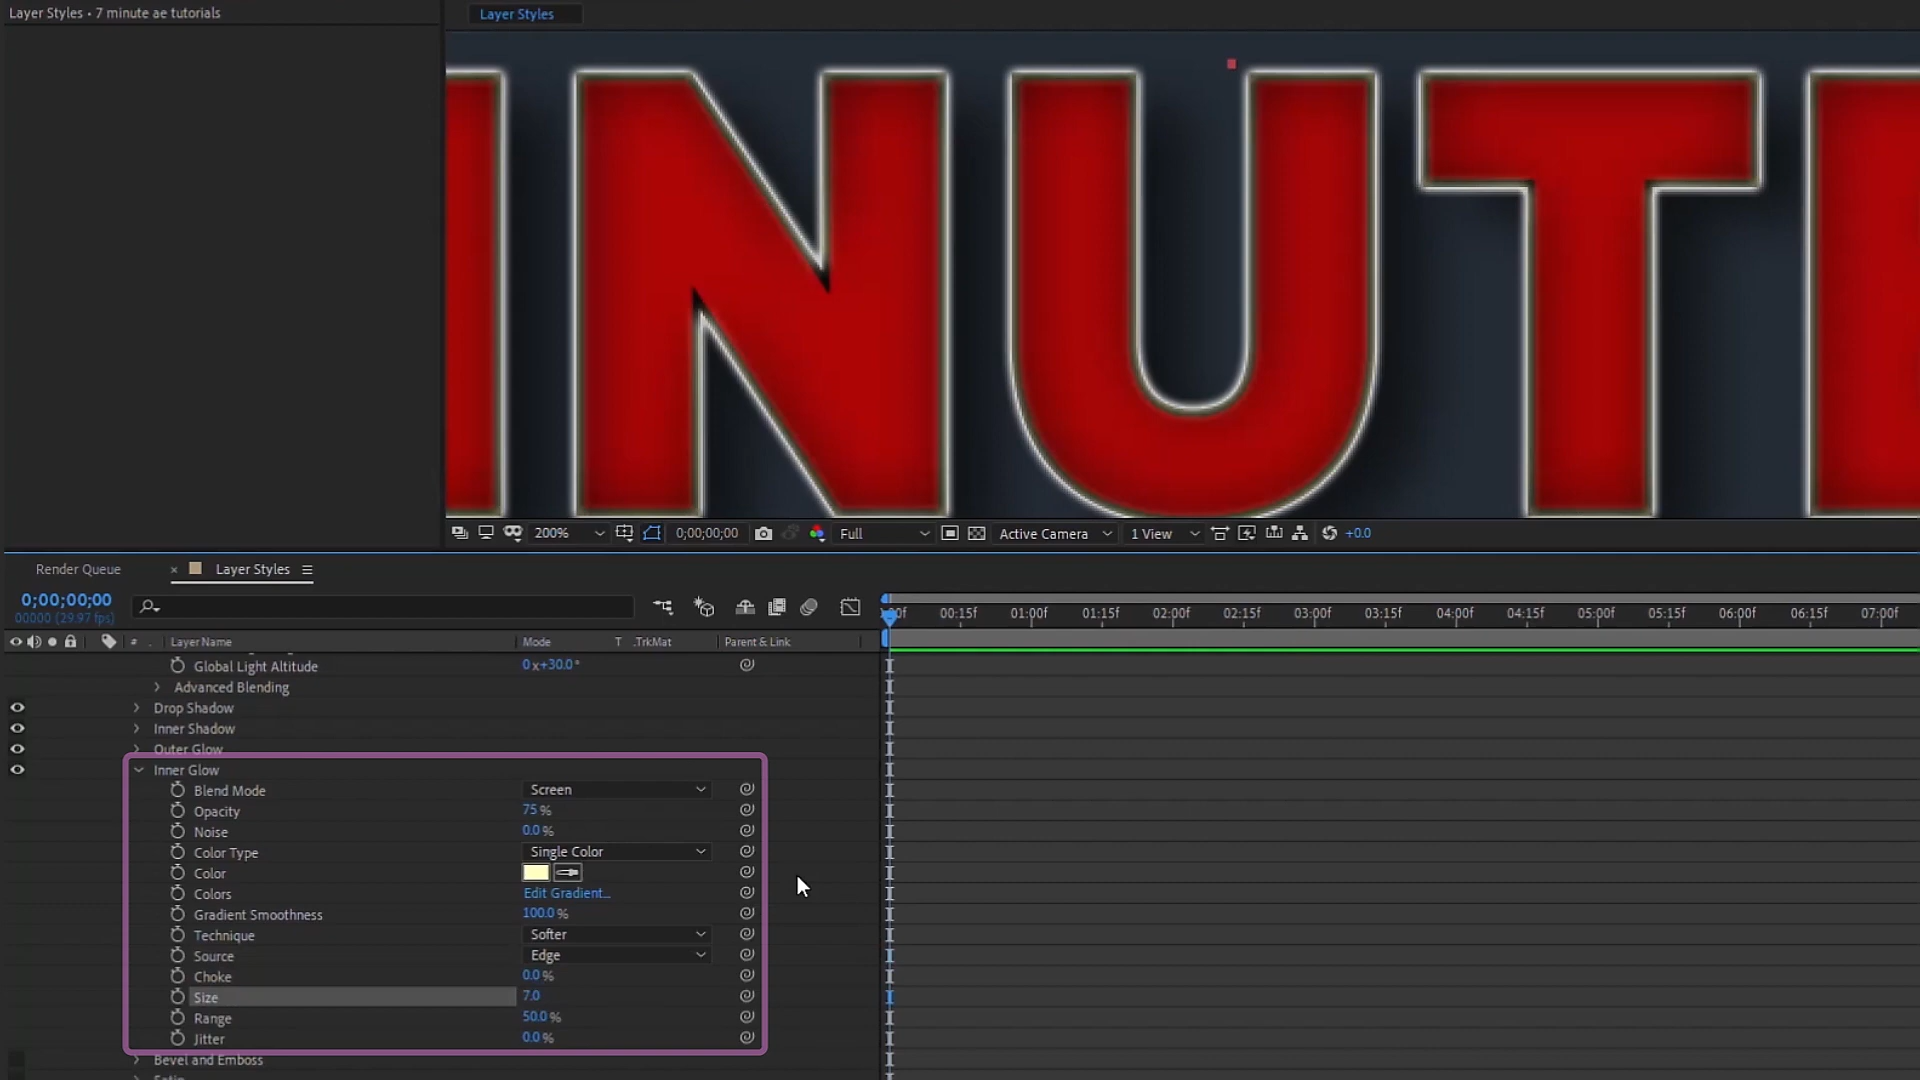 Layer Styles • 7 minute ae tutorials
Layer Styles
INUTE
200%
0;00;00;00
Full
Active Camera
1 View
+0.0
Render Queue
× Layer Styles
0;00;00;00
00000 (29.97 fps)
:00f 00:15f 01:00f 01:15f 02:00f 02:15f 03:00f 03:15f 04:00f 04:15f 05:00f 05:15f 06:00f 06:15f 07:00f
# Layer Name Mode T .TrkMat Parent & Link
Global Light Altitude 0x+30.0°
Advanced Blending
Drop Shadow
Inner Shadow
Outer Glow
Inner Glow
Blend Mode Screen
Opacity 75%
Noise 0.0%
Color Type Single Color
Color
Colors Edit Gradient...
Gradient Smoothness 100.0%
Technique Softer
Source Edge
Choke 0.0%
Size 7.0
Range 50.0%
Jitter 0.0%
Bevel and Emboss
Satin